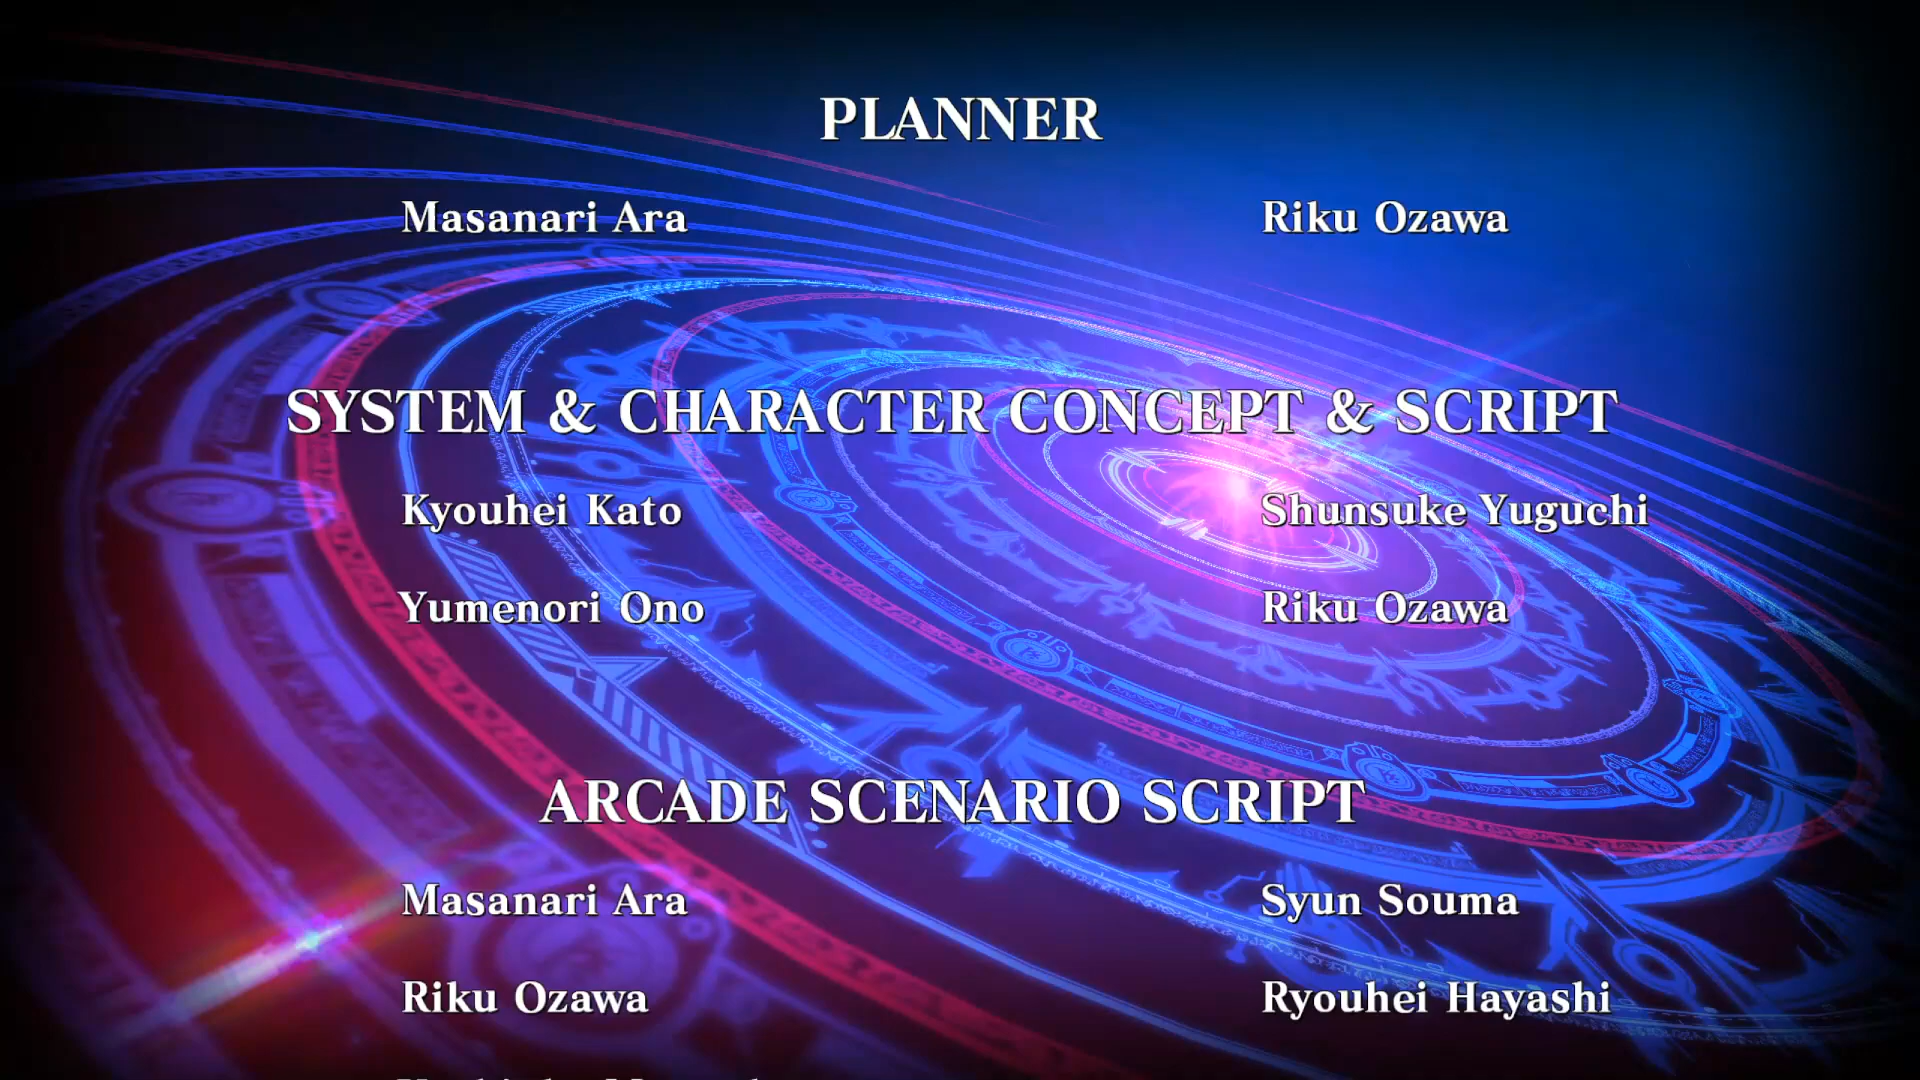 PLANNER
Masanari Ara Riku Ozawa
SYSTEM & CHARACTER CONCEPT & SCRIPT
Kyouhei Kato Shunsuke Yuguchi
Yumenori Ono Riku Ozawa
ARCADE SCENARIO SCRIPT
Masanari Ara Syun Souma
Riku Ozawa Ryouhei Hayashi